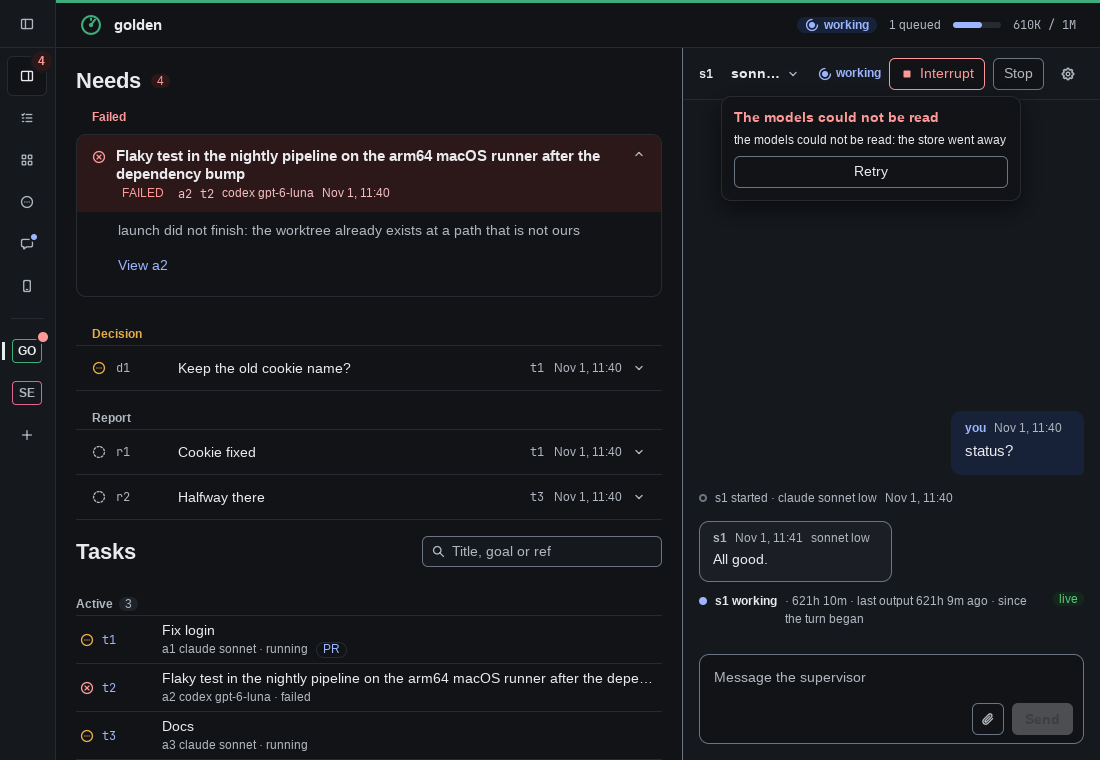 golden
working
1 queued
610K / 1M
4
GO
SE
Needs 4
Failed
Flaky test in the nightly pipeline on the arm64 macOS runner after the
dependency bump
FAILED a2 t2 codex gpt-6-luna Nov 1, 11:40
launch did not finish: the worktree already exists at a path that is not ours
View a2
Decision
d1 Keep the old cookie name? t1 Nov 1, 11:40
Report
r1 Cookie fixed t1 Nov 1, 11:40
r2 Halfway there t3 Nov 1, 11:40
Tasks
Title, goal or ref
Active 3
t1 Fix login
a1 claude sonnet · running PR
t2 Flaky test in the nightly pipeline on the arm64 macOS runner after the depe…
a2 codex gpt-6-luna · failed
t3 Docs
a3 claude sonnet · running
s1 sonn… working Interrupt Stop
The models could not be read
the models could not be read: the store went away
Retry
you Nov 1, 11:40
status?
s1 started · claude sonnet low Nov 1, 11:40
s1 Nov 1, 11:41 sonnet low
All good.
s1 working · 621h 10m · last output 621h 9m ago · since
the turn began
live
Message the supervisor
Send